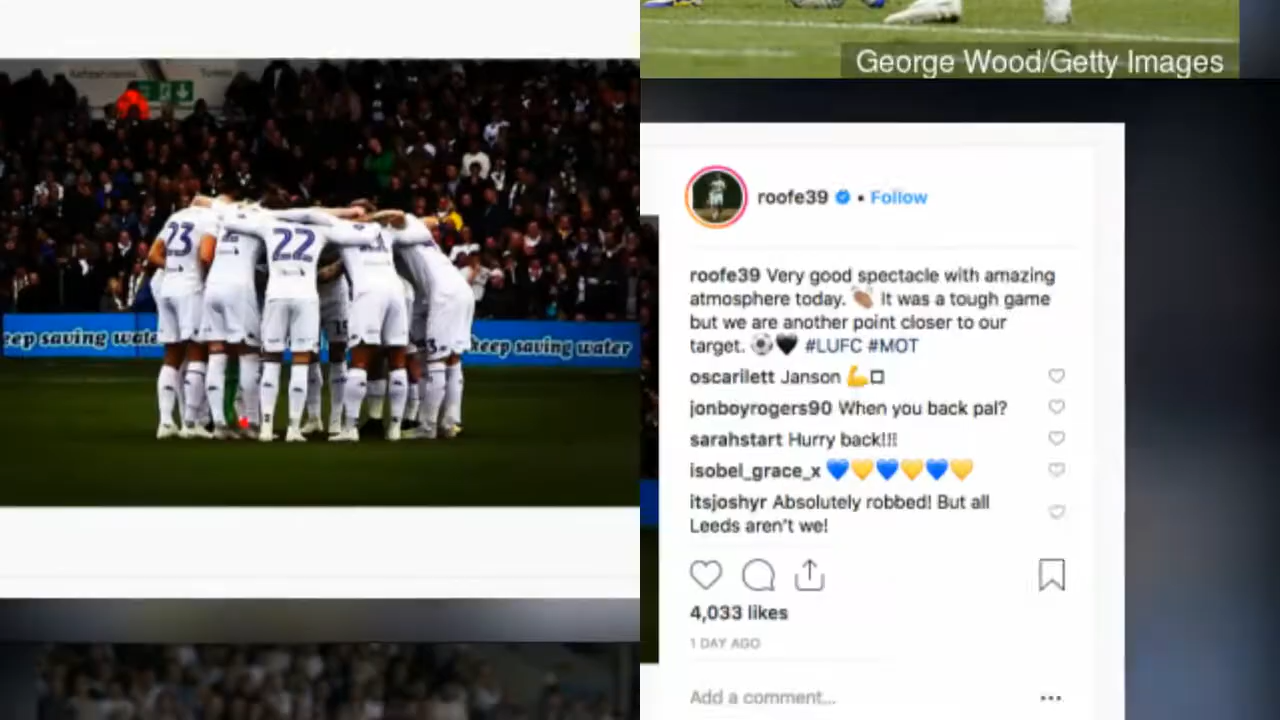 23
22
keep saving water
George Wood/Getty Images
roofe39 • Follow
roofe39 Very good spectacle with amazing
atmosphere today. 👏🏽 It was a tough game
but we are another point closer to our
target. ⚽🖤 #LUFC #MOT
oscarilett Janson 💪□
jonboyrogers90 When you back pal?
sarahstart Hurry back!!!
isobel_grace_x 💙💛💙💛💙💛
itsjoshyr Absolutely robbed! But all
Leeds aren't we!
4,033 likes
1 DAY AGO
Add a comment...